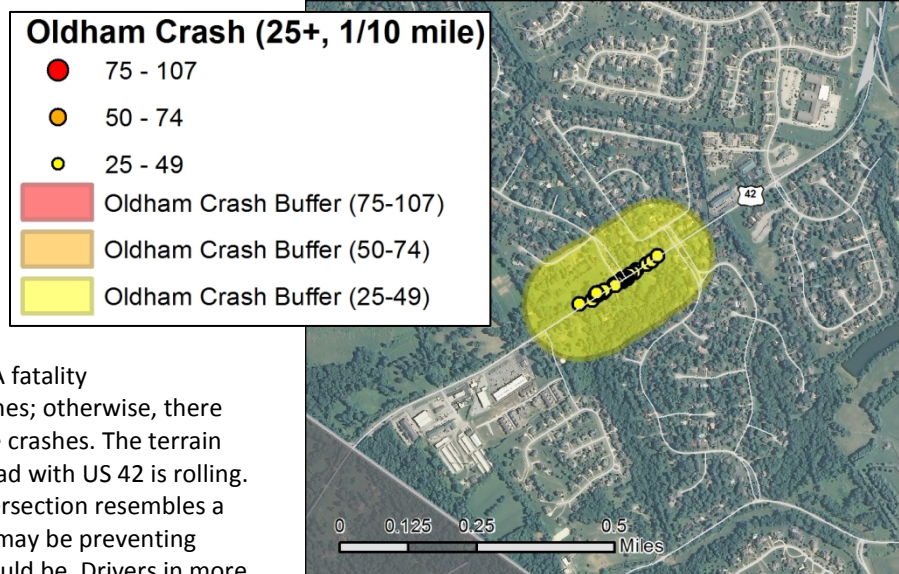 Oldham Crash (25+, 1/10 mile)
75 - 107
50 - 74
25 - 49
Oldham Crash Buffer (75-107)
Oldham Crash Buffer (50-74)
Oldham Crash Buffer (25-49)
N
42
A fatality
nes; otherwise, there
e crashes. The terrain
ad with US 42 is rolling.
ersection resembles a
may be preventing
uld be. Drivers in more
0 0.125 0.25 0.5
Miles